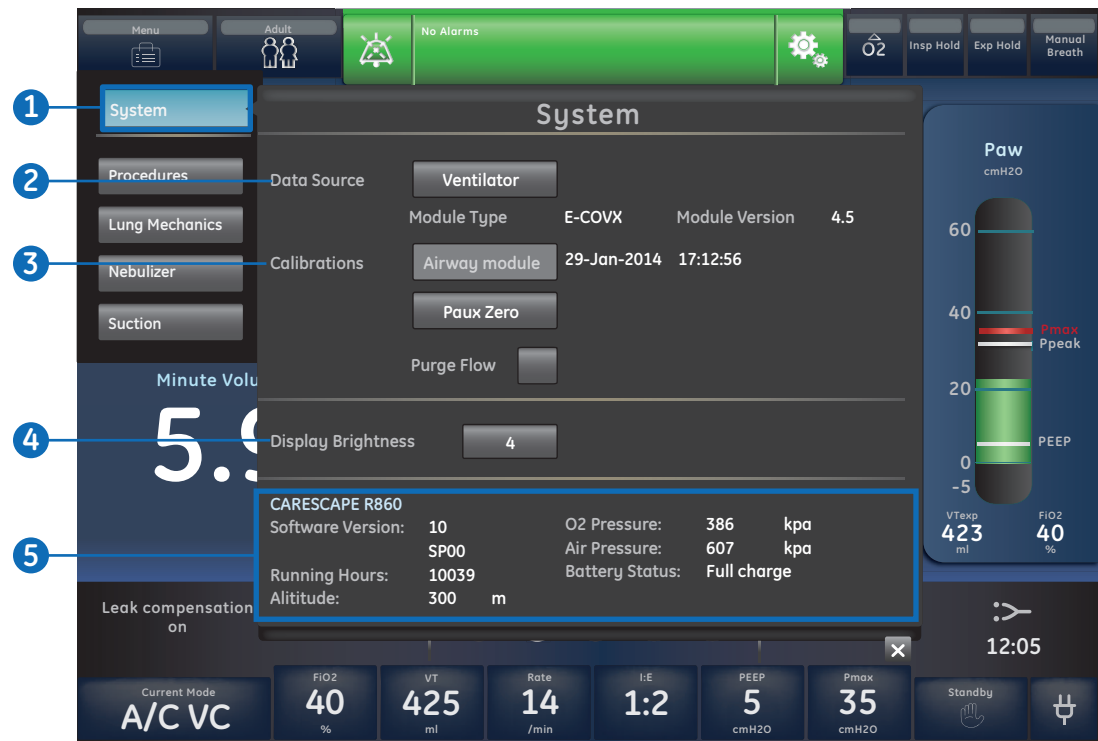 Menu
Adult
No Alarms
O2
Insp Hold
Exp Hold
Manual
Breath
1
System
System
2
Procedures
Data Source
Ventilator
Module Type E-COVX Module Version 4.5
Lung Mechanics
3
Nebulizer
Calibrations
Airway module
29-Jan-2014 17:12:56
Suction
Paux Zero
Purge Flow
Minute Volu
5.9
4
Display Brightness
4
5
CARESCAPE R860
Software Version: 10
SP00
Running Hours: 10039
Alititude: 300 m
O2 Pressure: 386 kpa
Air Pressure: 607 kpa
Battery Status: Full charge
Paw
cmH2O
60
40
Pmax
Ppeak
20
PEEP
0
-5
VTexp
423
ml
FiO2
40
%
Leak compensation
on
12:05
Current Mode
A/C VC
FiO2
40
%
VT
425
ml
Rate
14
/min
I:E
1:2
PEEP
5
cmH2O
Pmax
35
cmH2O
Standby